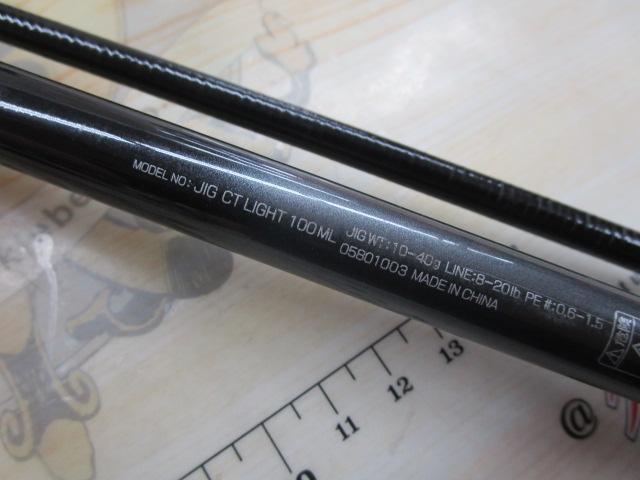 MODEL NO: JIG CT LIGHT 100ML
JIG WT:10-40g LINE:8-20lb PE #:0.6-1.5
05801003 MADE IN CHINA
11
12
13
@